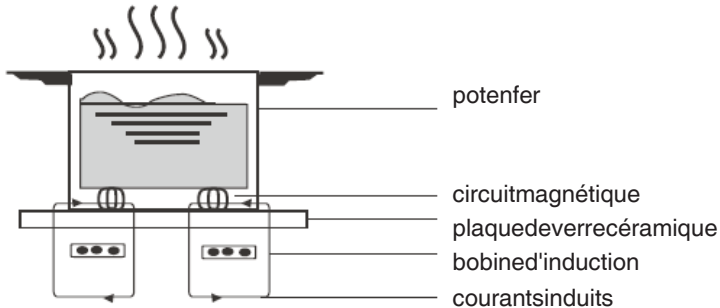 potenfer
circuitmagnétique
plaquedeverrecéramique
bobined'induction
courantsinduits